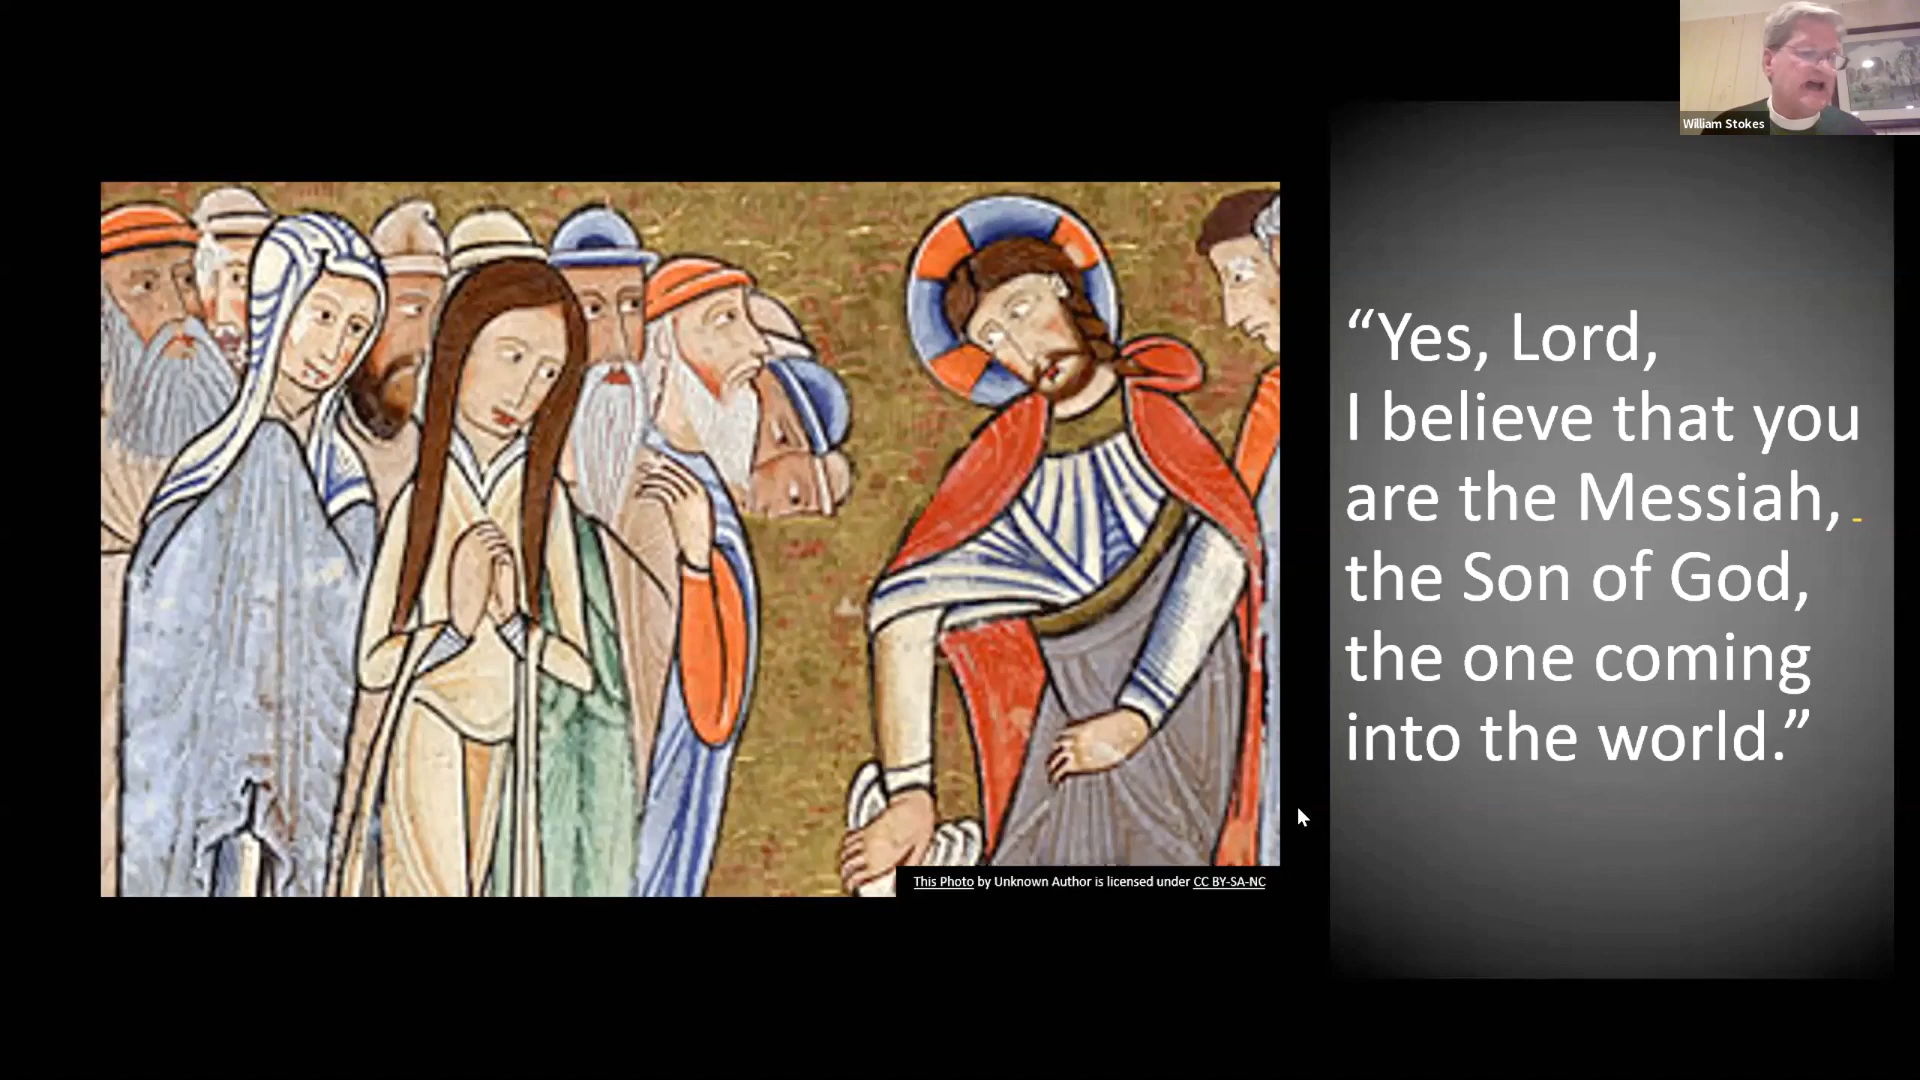 William Stokes
“Yes, Lord,
I believe that you
are the Messiah,
the Son of God,
the one coming
into the world.”
This Photo by Unknown Author is licensed under CC BY-SA-NC